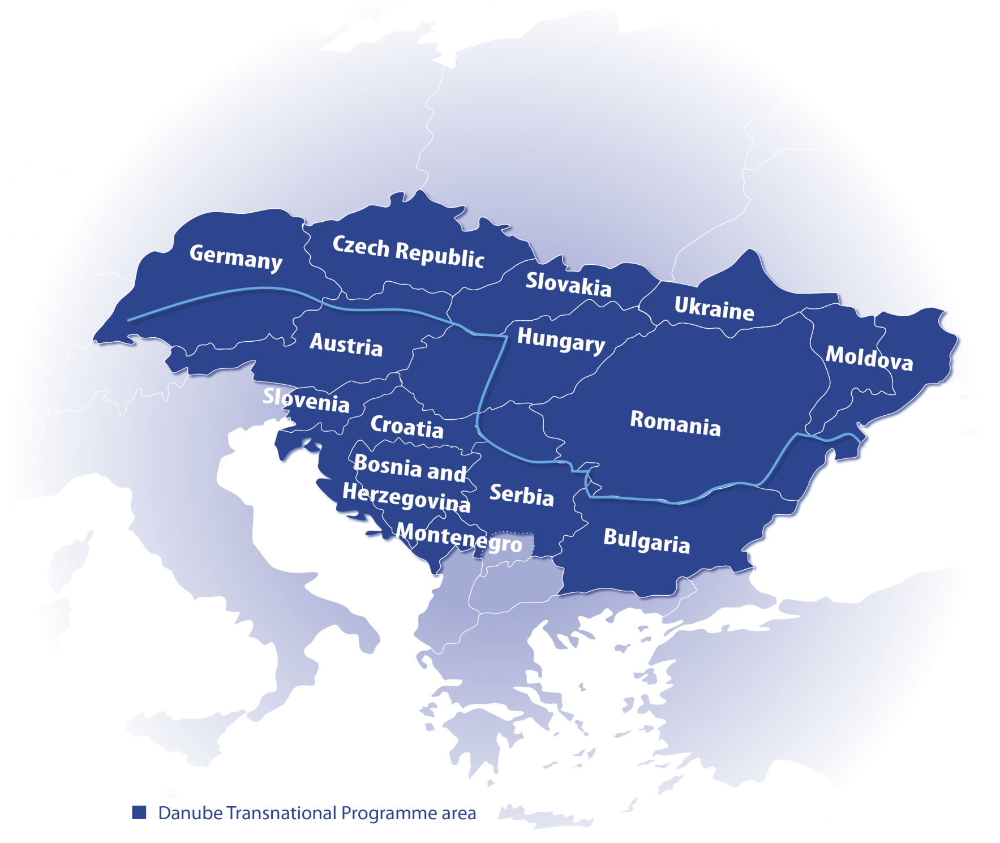 Germany
Czech Republic
Slovakia
Ukraine
Austria
Hungary
Moldova
Slovenia
Croatia
Romania
Bosnia and
Herzegovina
Serbia
Montenegro
Bulgaria
Danube Transnational Programme area